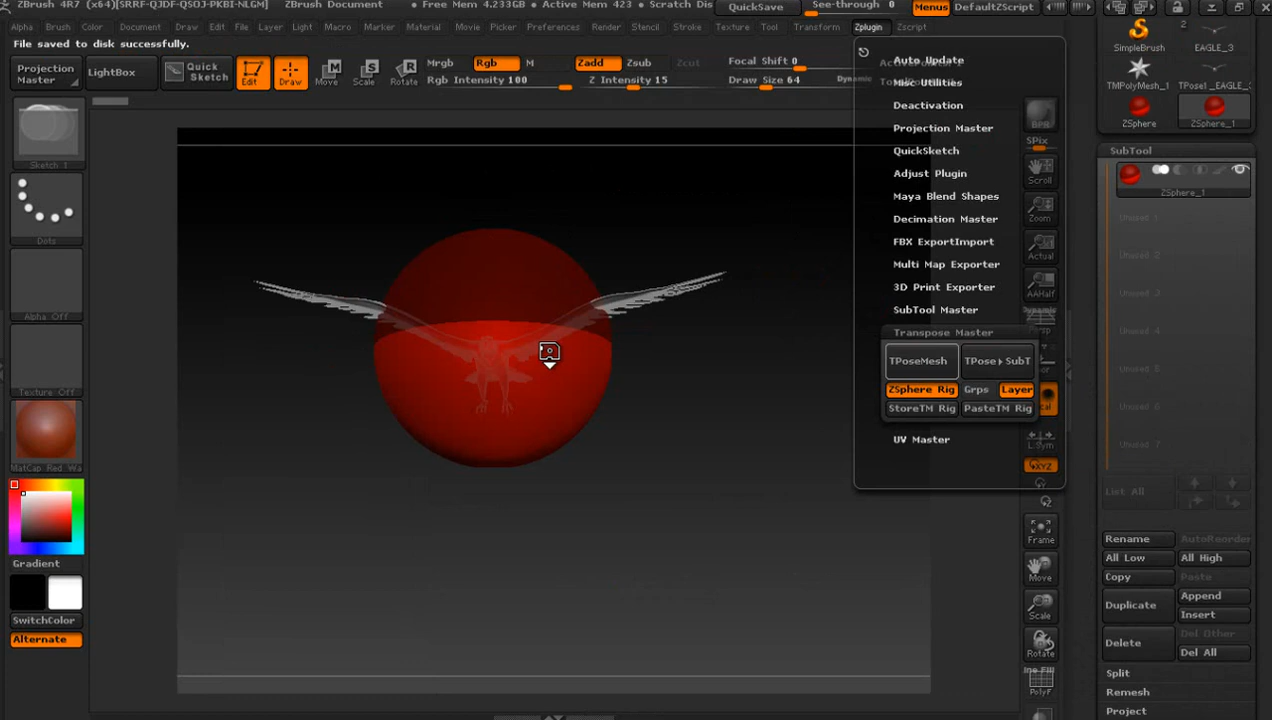 ZBrush 4R7 (x64)[SRRF-QJDF-QSOJ-PKBI-NLGM] ZBrush Document • Free Mem 4.233GB • Active Mem 423 • Scratch Dis QuickSave See-through 0 Menus DefaultZScript
Alpha Brush Color Document Draw Edit File Layer Light Macro Marker Material Movie Picker Preferences Render Stencil Stroke Texture Tool Transform Zplugin Zscript
File saved to disk successfully.
Projection Master
LightBox
Quick Sketch
Edit
Draw
Move
Scale
Rotate
Mrgb Rgb M
Rgb Intensity 100
Zadd Zsub Zcut
Z Intensity 15
Focal Shift 0
Draw Size 64
Dynamic
Sketch 1
Dots
Alpha Off
Texture Off
MatCap Red Wa
Gradient
SwitchColor
Alternate
Auto Update
Misc Utilities
Deactivation
Projection Master
QuickSketch
Adjust Plugin
Maya Blend Shapes
Decimation Master
FBX ExportImport
Multi Map Exporter
3D Print Exporter
SubTool Master
Transpose Master
TPoseMesh TPose▸SubT
ZSphere Rig Grps Layer
StoreTM Rig PasteTM Rig
UV Master
BPR
SPix
Scroll
Zoom
Actual
AAHalf
Dynamic
Persp
L.Sym
XYZ
Frame
Move
Scale
Rotate
Line Fill
PolyF
2
SimpleBrush EAGLE_3
TMPolyMesh_1 TPose1_EAGLE_3
ZSphere ZSphere_1
SubTool
ZSphere_1
Unused 1
Unused 2
Unused 3
Unused 4
Unused 5
Unused 6
Unused 7
List All
Rename AutoReorder
All Low All High
Copy Paste
Duplicate Append
Insert
Delete Del Other
Del All
Split
Remesh
Project